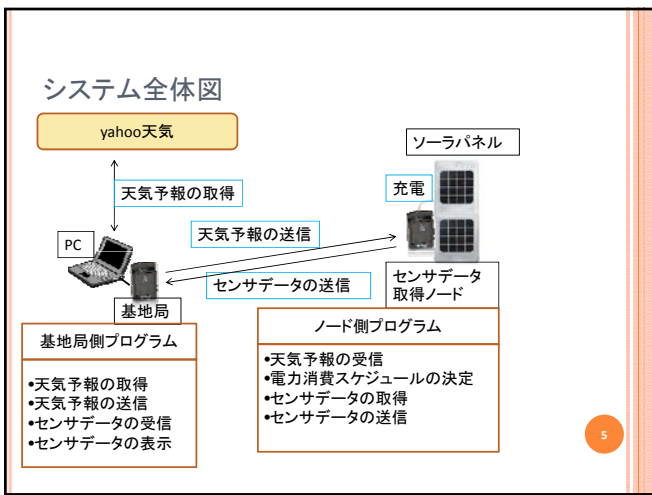 システム全体図
yahoo天気
ソーラパネル
充電
天気予報の取得
PC
天気予報の送信
センサデータの送信
センサデータ
取得ノード
基地局
基地局側プログラム
•天気予報の取得
•天気予報の送信
•センサデータの受信
•センサデータの表示
ノード側プログラム
•天気予報の受信
•電力消費スケジュールの決定
•センサデータの取得
•センサデータの送信
5